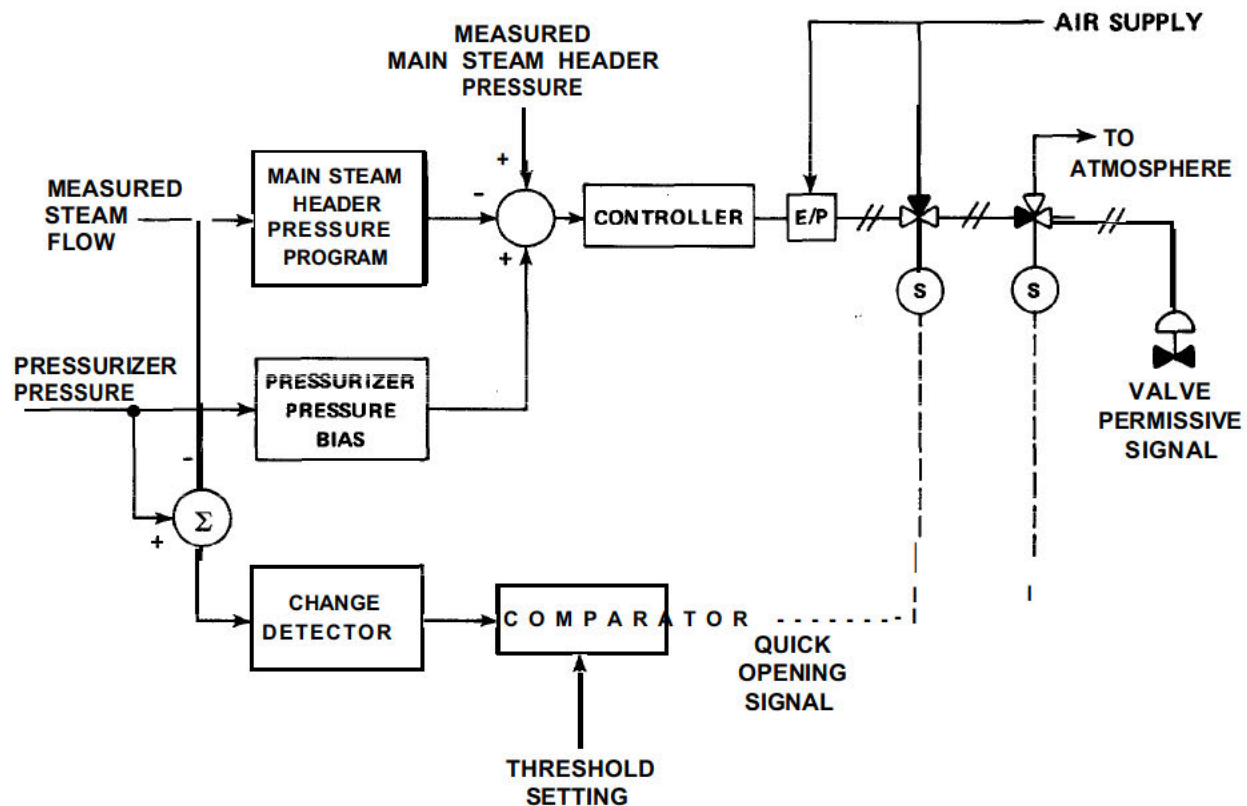 MEASURED
MAIN STEAM HEADER
PRESSURE
AIR SUPPLY
TO
ATMOSPHERE
MEASURED
STEAM
FLOW
MAIN STEAM
HEADER
PRESSURE
PROGRAM
+
-
+
CONTROLLER
E/P
S
S
PRESSURIZER
PRESSURE
PRESSURIZER
PRESSURE
BIAS
VALVE
PERMISSIVE
SIGNAL
-
Σ
+
CHANGE
DETECTOR
COMPARATOR
QUICK
OPENING
SIGNAL
THRESHOLD
SETTING